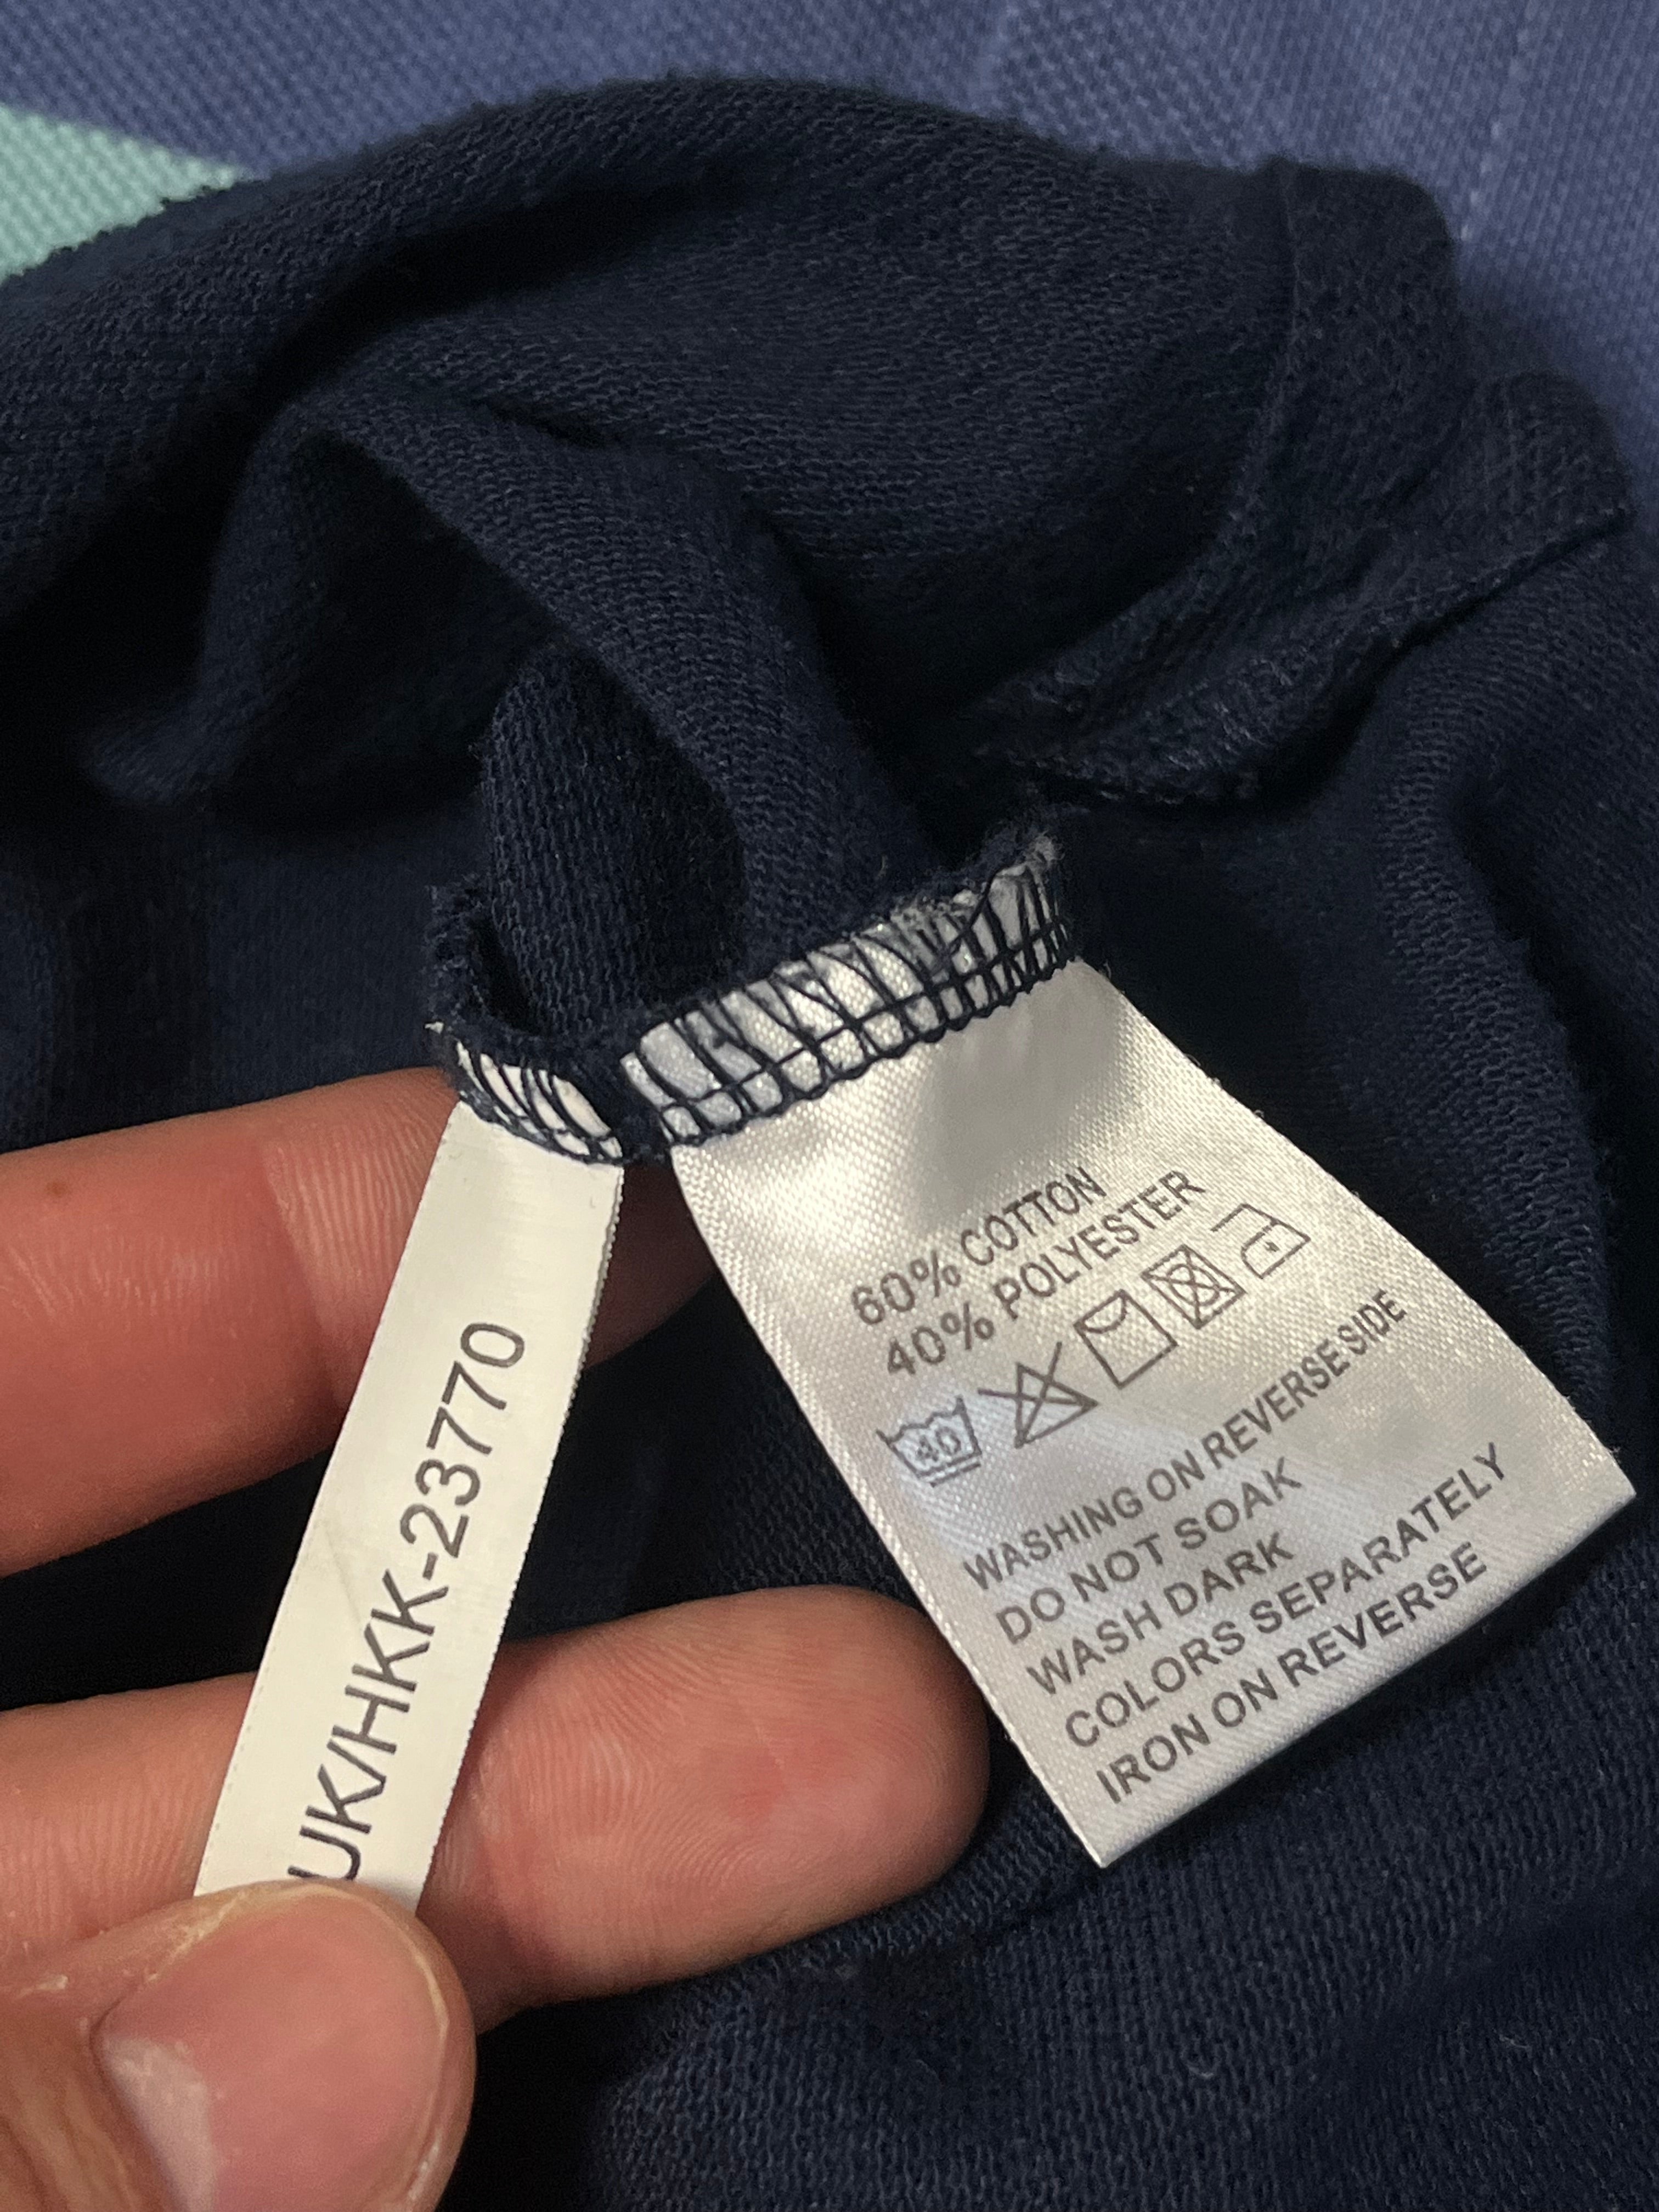 UK/HKK-23770
60% COTTON
40% POLYESTER
40
WASHING ON REVERSE SIDE
DO NOT SOAK
WASH DARK
COLORS SEPARATELY
IRON ON REVERSE